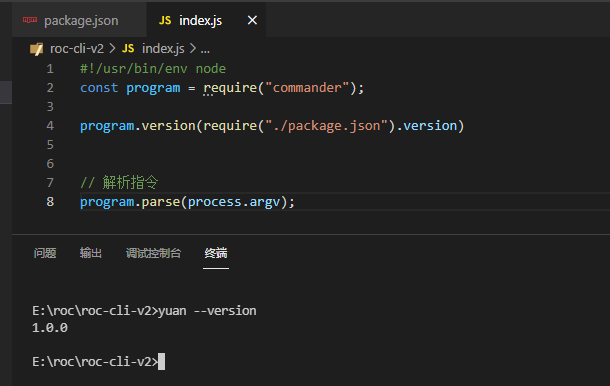 package.json
JS index.js
roc-cli-v2 > JS index.js > ...
1 #!/usr/bin/env node
2 const program = require("commander");
3
4 program.version(require("./package.json").version)
5
6
7 // 解析指令
8 program.parse(process.argv);
问题 输出 调试控制台 终端
E:\roc\roc-cli-v2>yuan --version
1.0.0
E:\roc\roc-cli-v2>